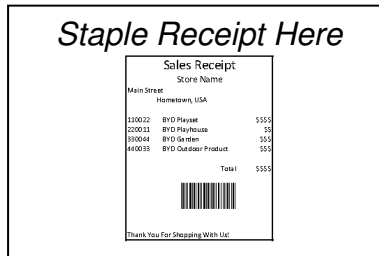 Staple Receipt Here
Sales Receipt
Store Name
Main Street
Hometown, USA
110022 BYD Playset $$$$
220011 BYD Playhouse $$
330044 BYD Garden $$$
440033 BYD Outdoor Product $$$
Total $$$$
Thank You For Shopping With Us!